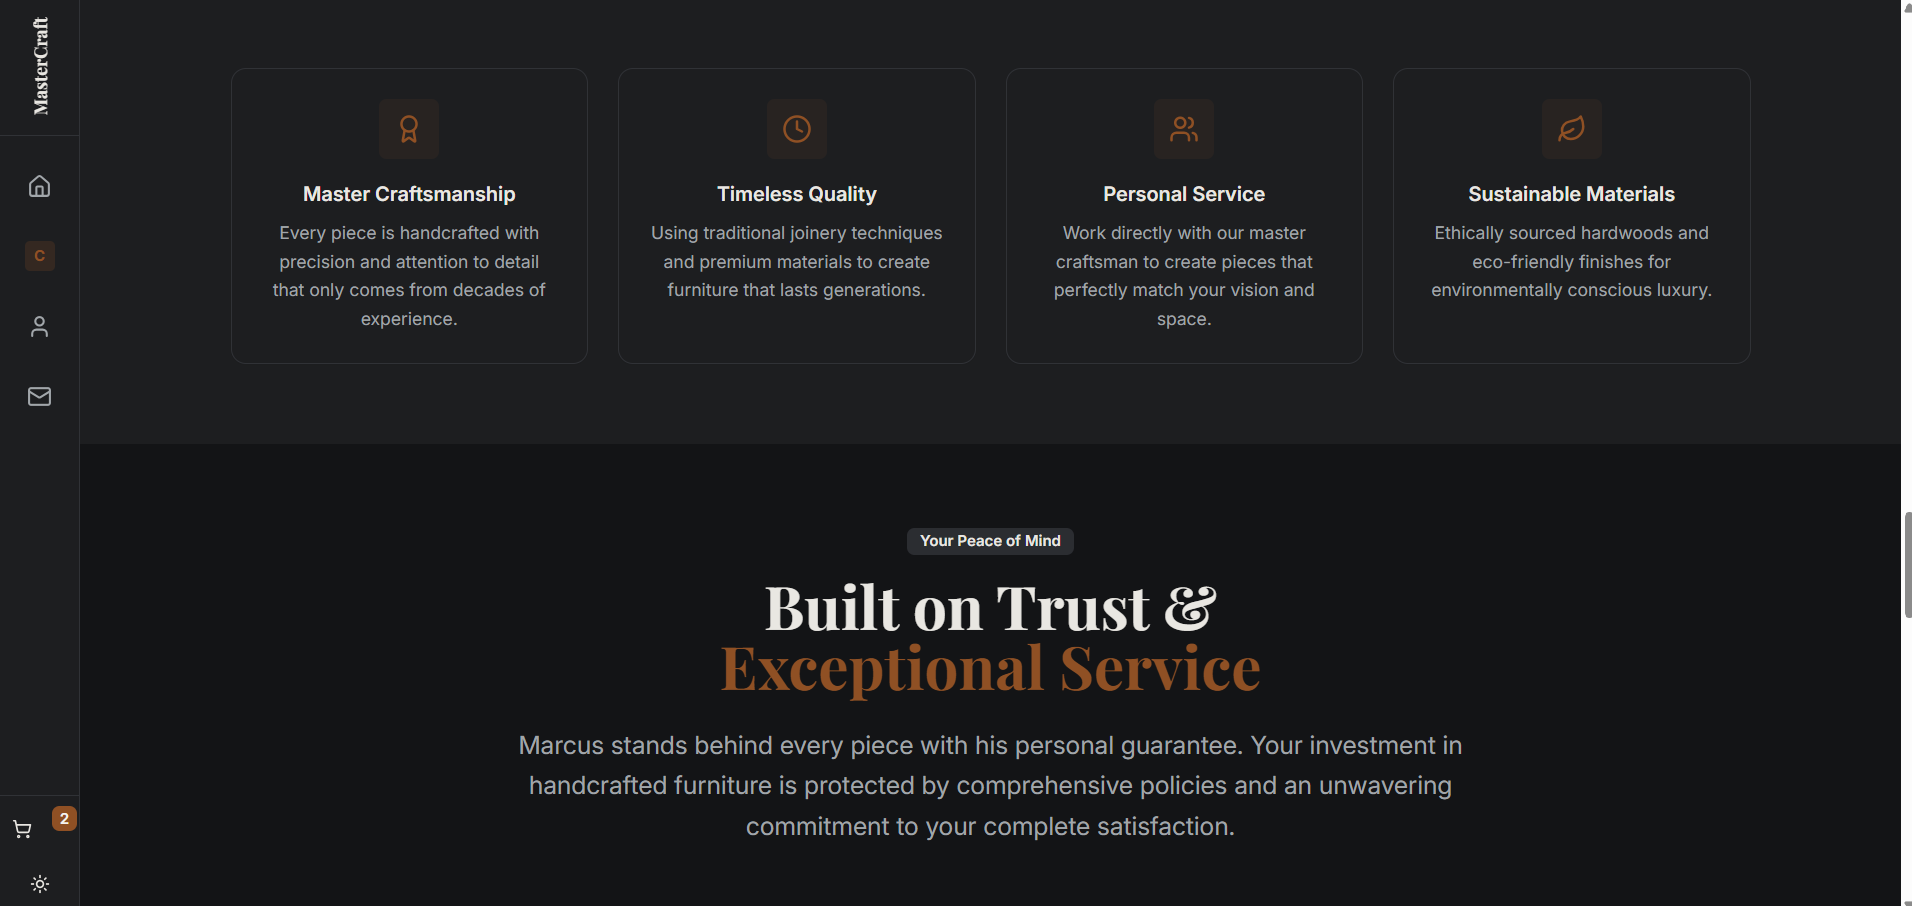 MasterCraft
C
2
Master Craftsmanship
Every piece is handcrafted with
precision and attention to detail
that only comes from decades of
experience.
Timeless Quality
Using traditional joinery techniques
and premium materials to create
furniture that lasts generations.
Personal Service
Work directly with our master
craftsman to create pieces that
perfectly match your vision and
space.
Sustainable Materials
Ethically sourced hardwoods and
eco-friendly finishes for
environmentally conscious luxury.
Your Peace of Mind
Built on Trust &
Exceptional Service
Marcus stands behind every piece with his personal guarantee. Your investment in
handcrafted furniture is protected by comprehensive policies and an unwavering
commitment to your complete satisfaction.